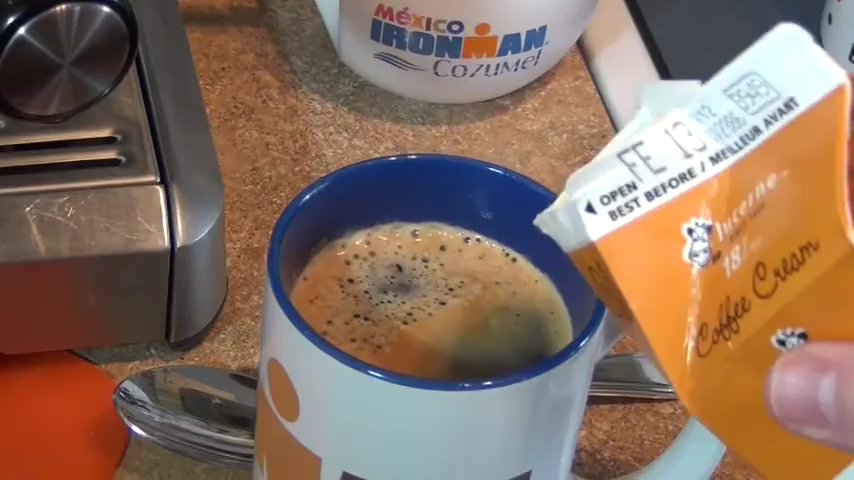 México
IRONMAN
COZUMEL
OPEN
FE 13
BEST BEFORE / MEILLEUR AVANT
lucerne
18%
Coffee Cream